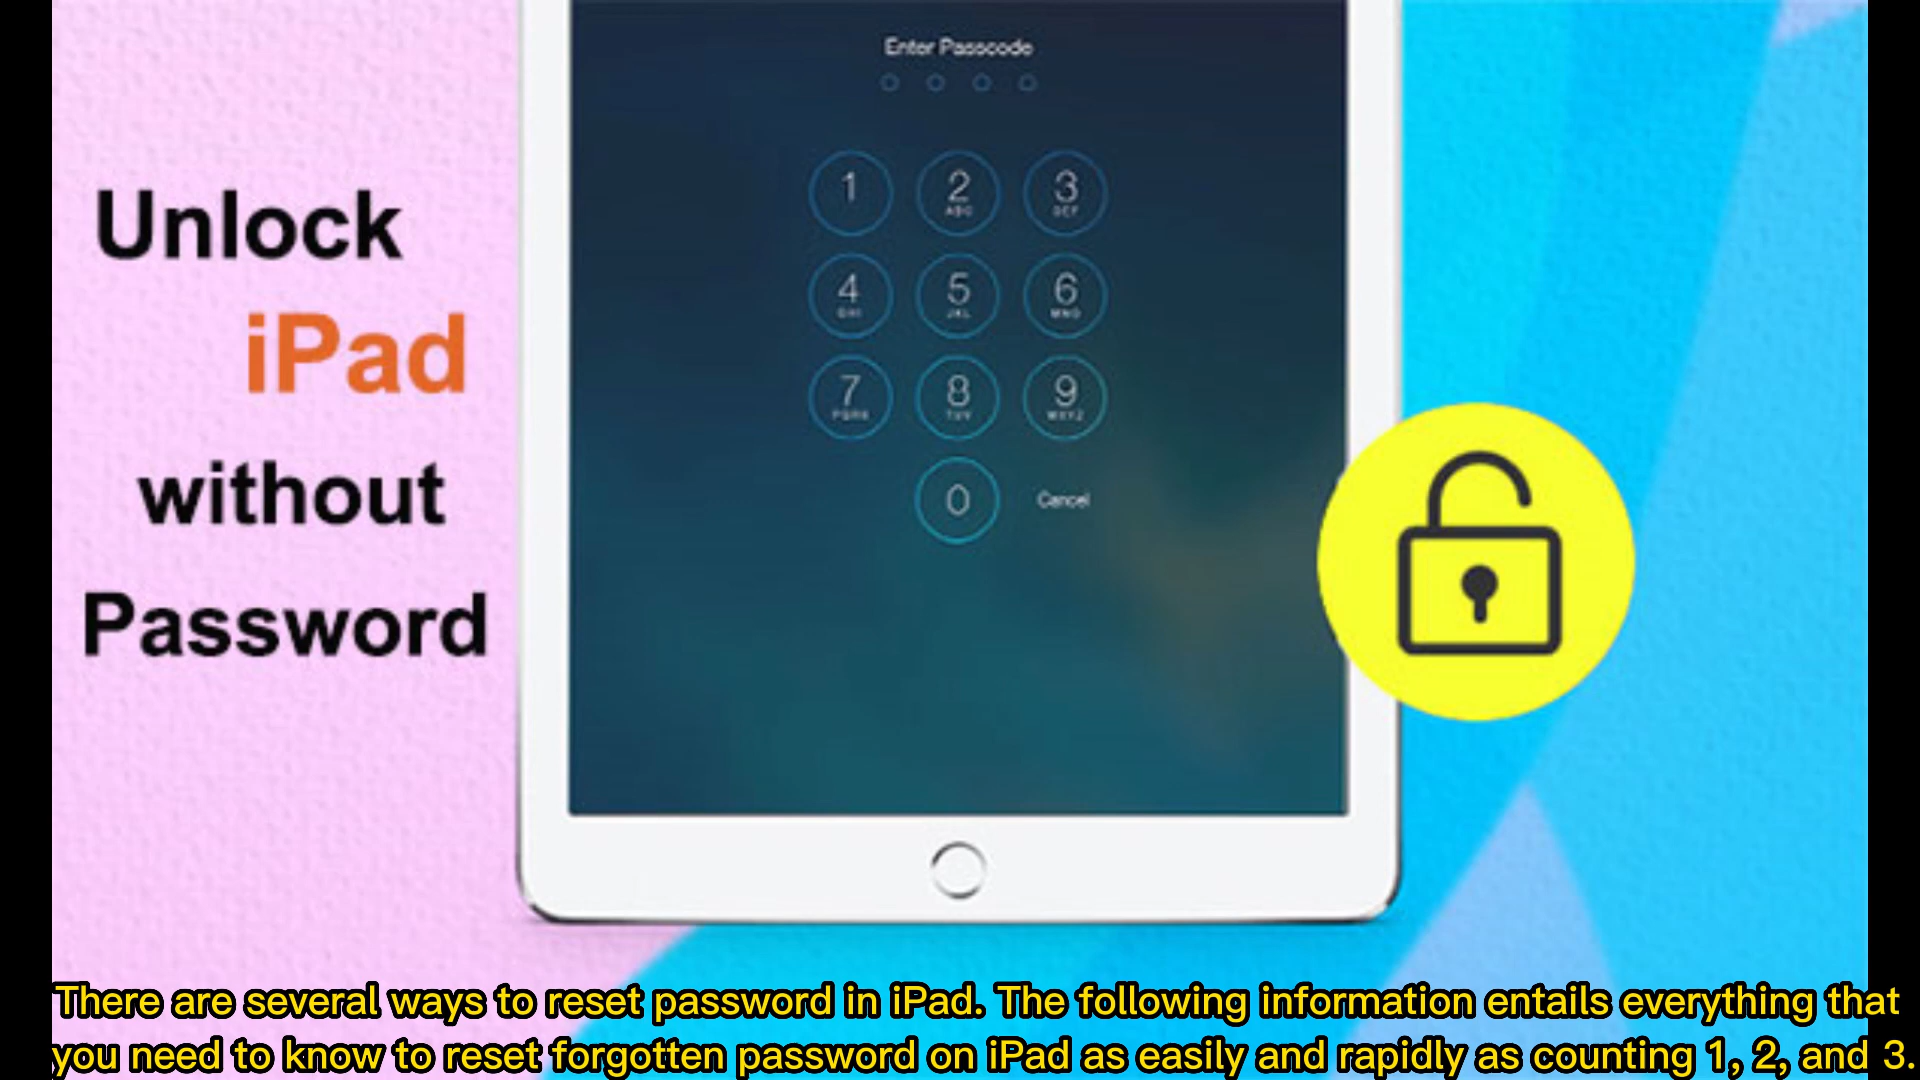 Unlock
iPad
without
Password
Enter Passcode
1 2 3
ABC DEF
4 5 6
GHI JKL MNO
7 8 9
TUV WXYZ
0 Cancel
There are several ways to reset password in iPad. The following information entails everything that
you need to know to reset forgotten password on iPad as easily and rapidly as counting 1, 2, and 3.